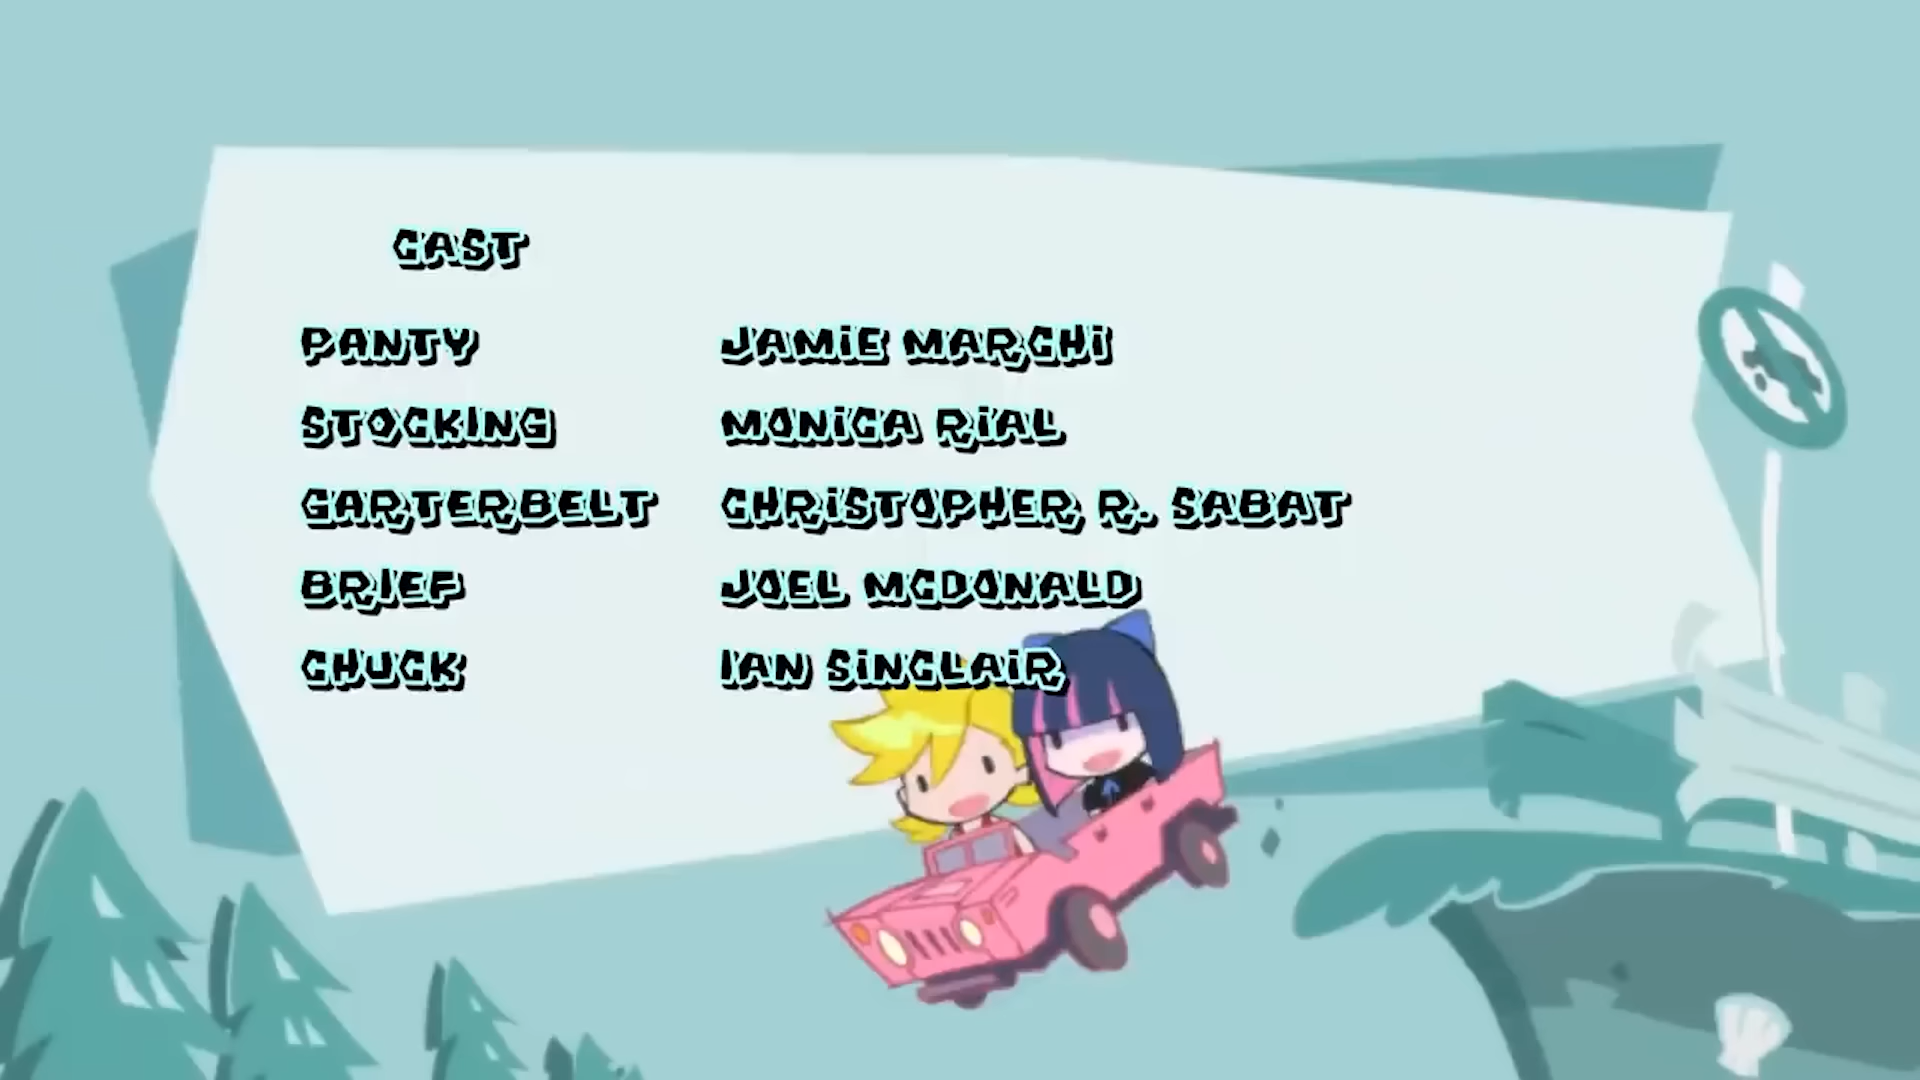 CAST
PANTY JAMiE MARCHi
STOCKING MONiCA RiAL
GARTERBELT CHRiSTOPHER R. SABAT
BRIEF JOEL MCDONALD
CHUCK IAN SiNCLAiR